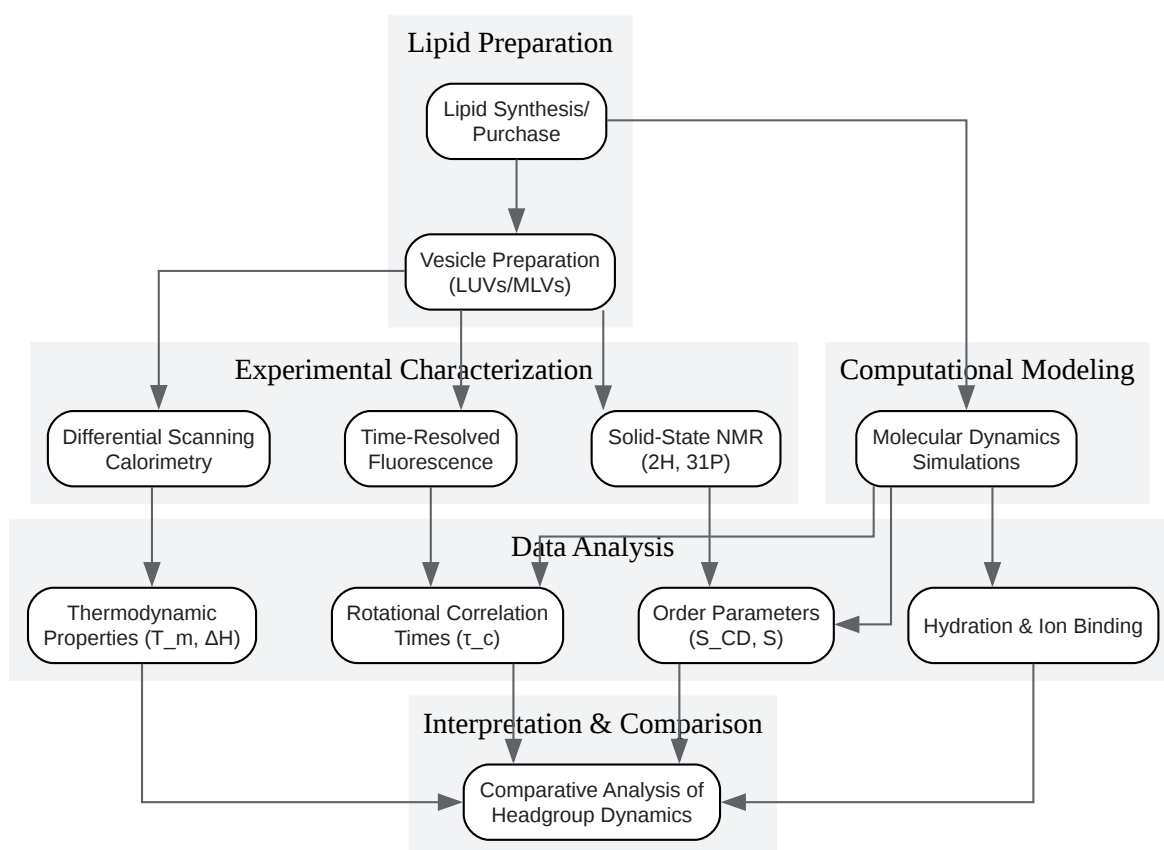 Lipid Preparation
Lipid Synthesis/
Purchase
Vesicle Preparation
(LUVs/MLVs)
Experimental Characterization
Computational Modeling
Differential Scanning
Calorimetry
Time-Resolved
Fluorescence
Solid-State NMR
(2H, 31P)
Molecular Dynamics
Simulations
Data Analysis
Thermodynamic
Properties (T_m, ΔH)
Rotational Correlation
Times (τ_c)
Order Parameters
(S_CD, S)
Hydration & Ion Binding
Interpretation & Comparison
Comparative Analysis of
Headgroup Dynamics